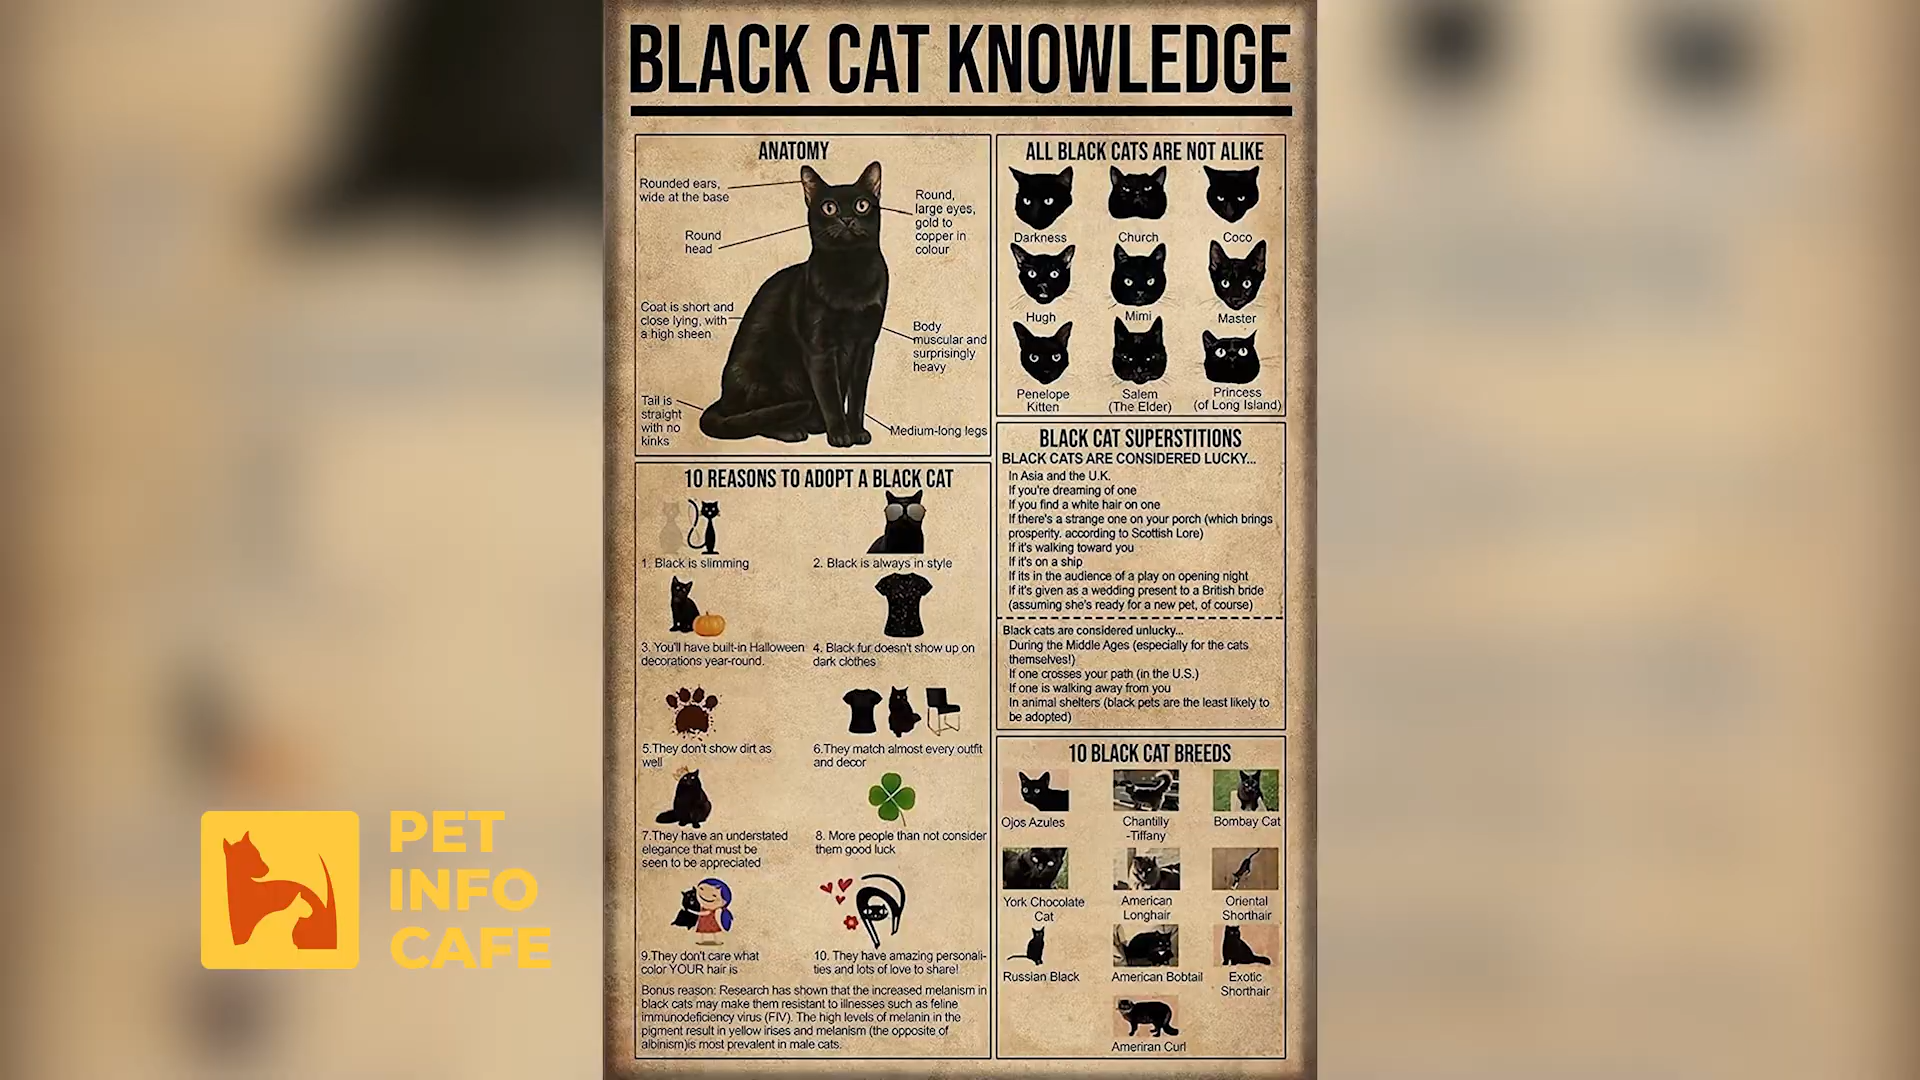 BLACK CAT KNOWLEDGE
ANATOMY
Rounded ears,
wide at the base
Round
head
Coat is short and
close lying, with
a high sheen
Tail is
straight
with no
kinks
Round,
large eyes,
gold to
copper in
colour
Body
muscular and
surprisingly
heavy
Medium-long legs
ALL BLACK CATS ARE NOT ALIKE
Darkness
Church
Coco
Hugh
Mimi
Master
Penelope
Kitten
Salem
(The Elder)
Princess
(of Long Island)
10 REASONS TO ADOPT A BLACK CAT
1. Black is slimming
2. Black is always in style
3. You'll have built-in Halloween
decorations year-round.
4. Black fur doesn't show up on
dark clothes
5.They don't show dirt as
well
6.They match almost every outfit
and decor
7.They have an understated
elegance that must be
seen to be appreciated
8. More people than not consider
them good luck
9.They don't care what
color YOUR hair is
10. They have amazing personali-
ties and lots of love to share!
Bonus reason: Research has shown that the increased melanism in
black cats may make them resistant to illnesses such as feline
immunodeficiency virus (FIV). The high levels of melanin in the
pigment result in yellow irises and melanism (the opposite of
albinism)is most prevalent in male cats.
BLACK CAT SUPERSTITIONS
BLACK CATS ARE CONSIDERED LUCKY...
In Asia and the U.K.
If you're dreaming of one
If you find a white hair on one
If there's a strange one on your porch (which brings
prosperity. according to Scottish Lore)
If it's walking toward you
If it's on a ship
If its in the audience of a play on opening night
If it's given as a wedding present to a British bride
(assuming she's ready for a new pet, of course)
Black cats are considered unlucky...
During the Middle Ages (especially for the cats
themselves!)
If one crosses your path (in the U.S.)
If one is walking away from you
In animal shelters (black pets are the least likely to
be adopted)
10 BLACK CAT BREEDS
Ojos Azules
Chantilly
-Tiffany
Bombay Cat
York Chocolate
Cat
American
Longhair
Oriental
Shorthair
Russian Black
American Bobtail
Exotic
Shorthair
Ameriran Curl
PET
INFO
CAFE